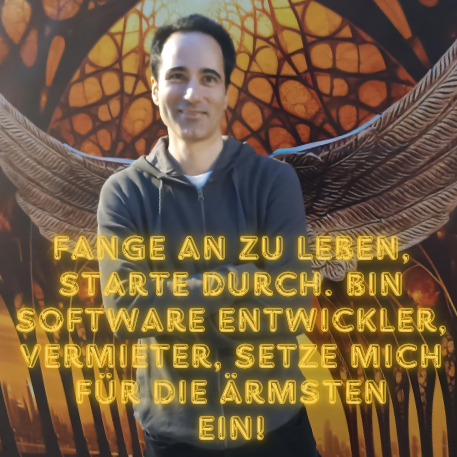 FANGE AN ZU LEBEN,
STARTE DURCH. BIN
SOFTWARE ENTWICKLER,
VERMIETER, SETZE MICH
FÜR DIE ÄRMSTEN
EIN!